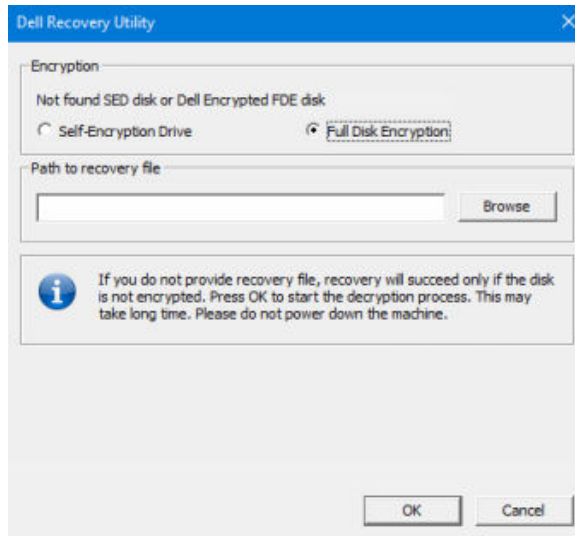 Dell Recovery Utility
Encryption
Not found SED disk or Dell Encrypted FDE disk
Self-Encryption Drive Full Disk Encryption
Path to recovery file
Browse
If you do not provide recovery file, recovery will succeed only if the disk
is not encrypted. Press OK to start the decryption process. This may
take long time. Please do not power down the machine.
OK Cancel